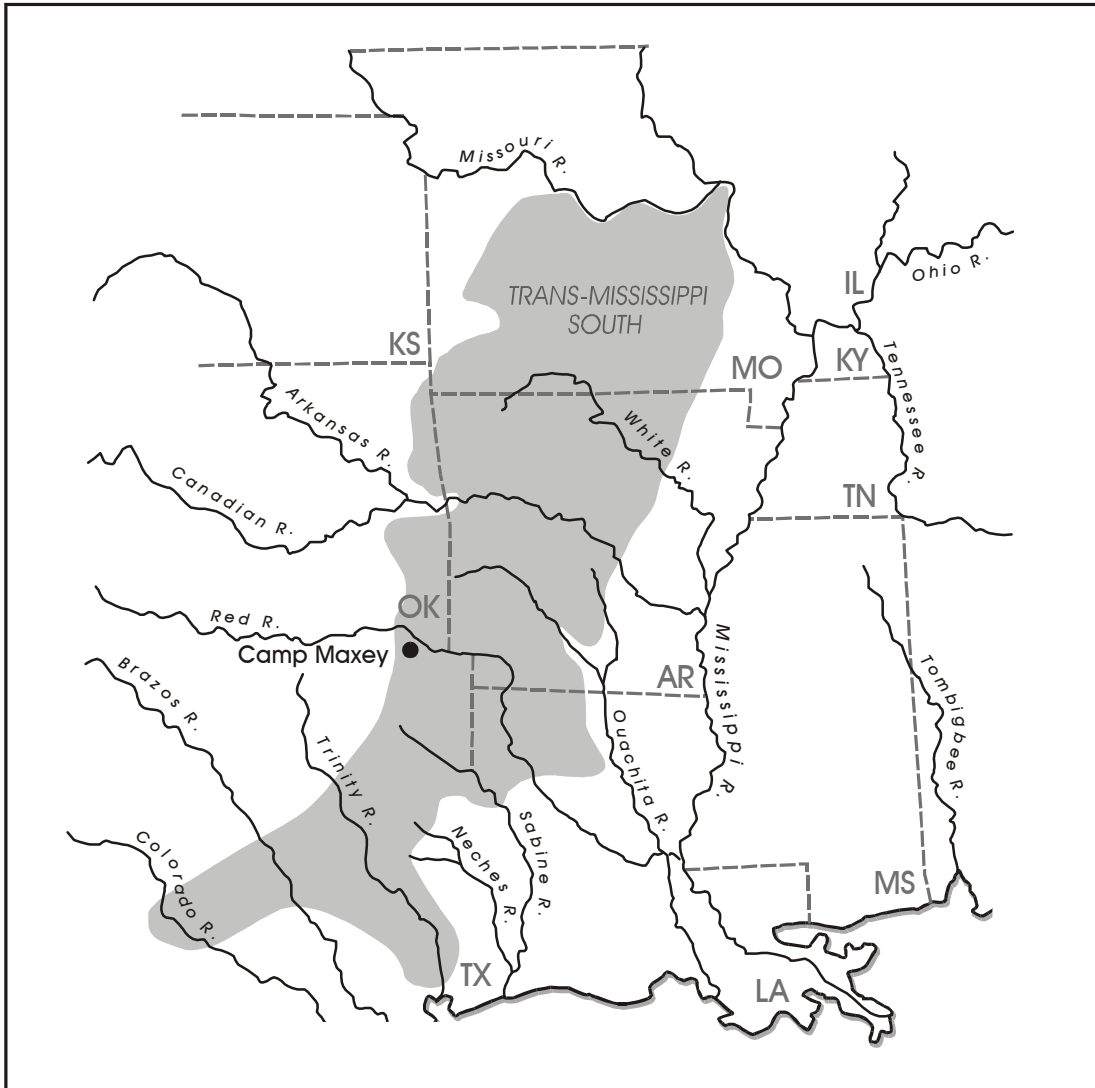 Missouri R.
Ohio R.
IL
TRANS-MISSISSIPPI
SOUTH
KS
MO
KY
Tennessee R.
Arkansas R.
White R.
Canadian R.
TN
OK
Red R.
Camp Maxey
Mississippi R.
Brazos R.
AR
Tombigbee R.
Ouachita R.
Trinity R.
Sabine R.
Neches R.
Colorado R.
MS
TX
LA